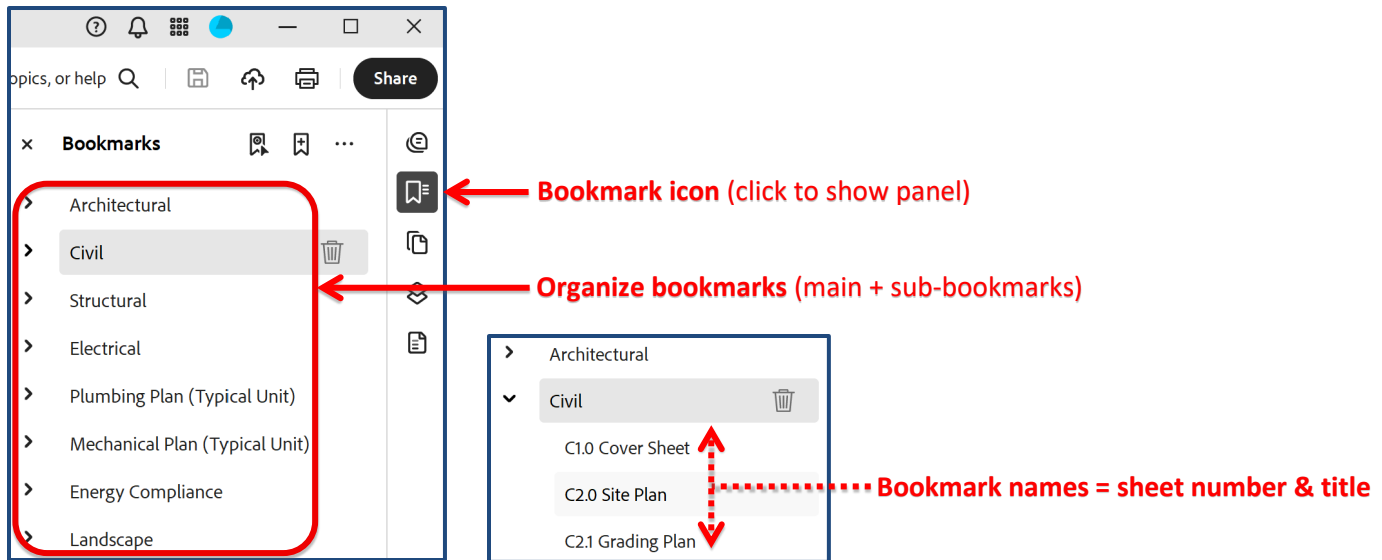 opics, or help
Share
Bookmarks
Architectural
Civil
Structural
Electrical
Plumbing Plan (Typical Unit)
Mechanical Plan (Typical Unit)
Energy Compliance
Landscape
Bookmark icon (click to show panel)
Organize bookmarks (main + sub-bookmarks)
Architectural
Civil
C1.0 Cover Sheet
C2.0 Site Plan
C2.1 Grading Plan
Bookmark names = sheet number & title